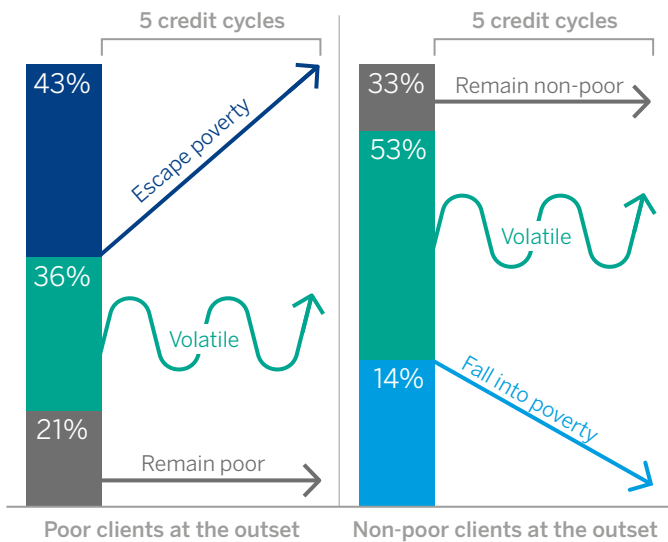 5 credit cycles
43%
Escape poverty
36%
Volatile
21%
Remain poor
Poor clients at the outset
5 credit cycles
33%
Remain non-poor
53%
Volatile
14%
Fall into poverty
Non-poor clients at the outset